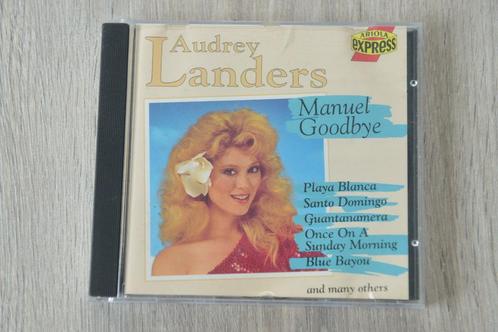 Audrey
Landers
ARIOLA
express
Manuel
Goodbye
Playa Blanca
Santo Domingo
Guantanamera
Once On A
Sunday Morning
Blue Bayou
and many others